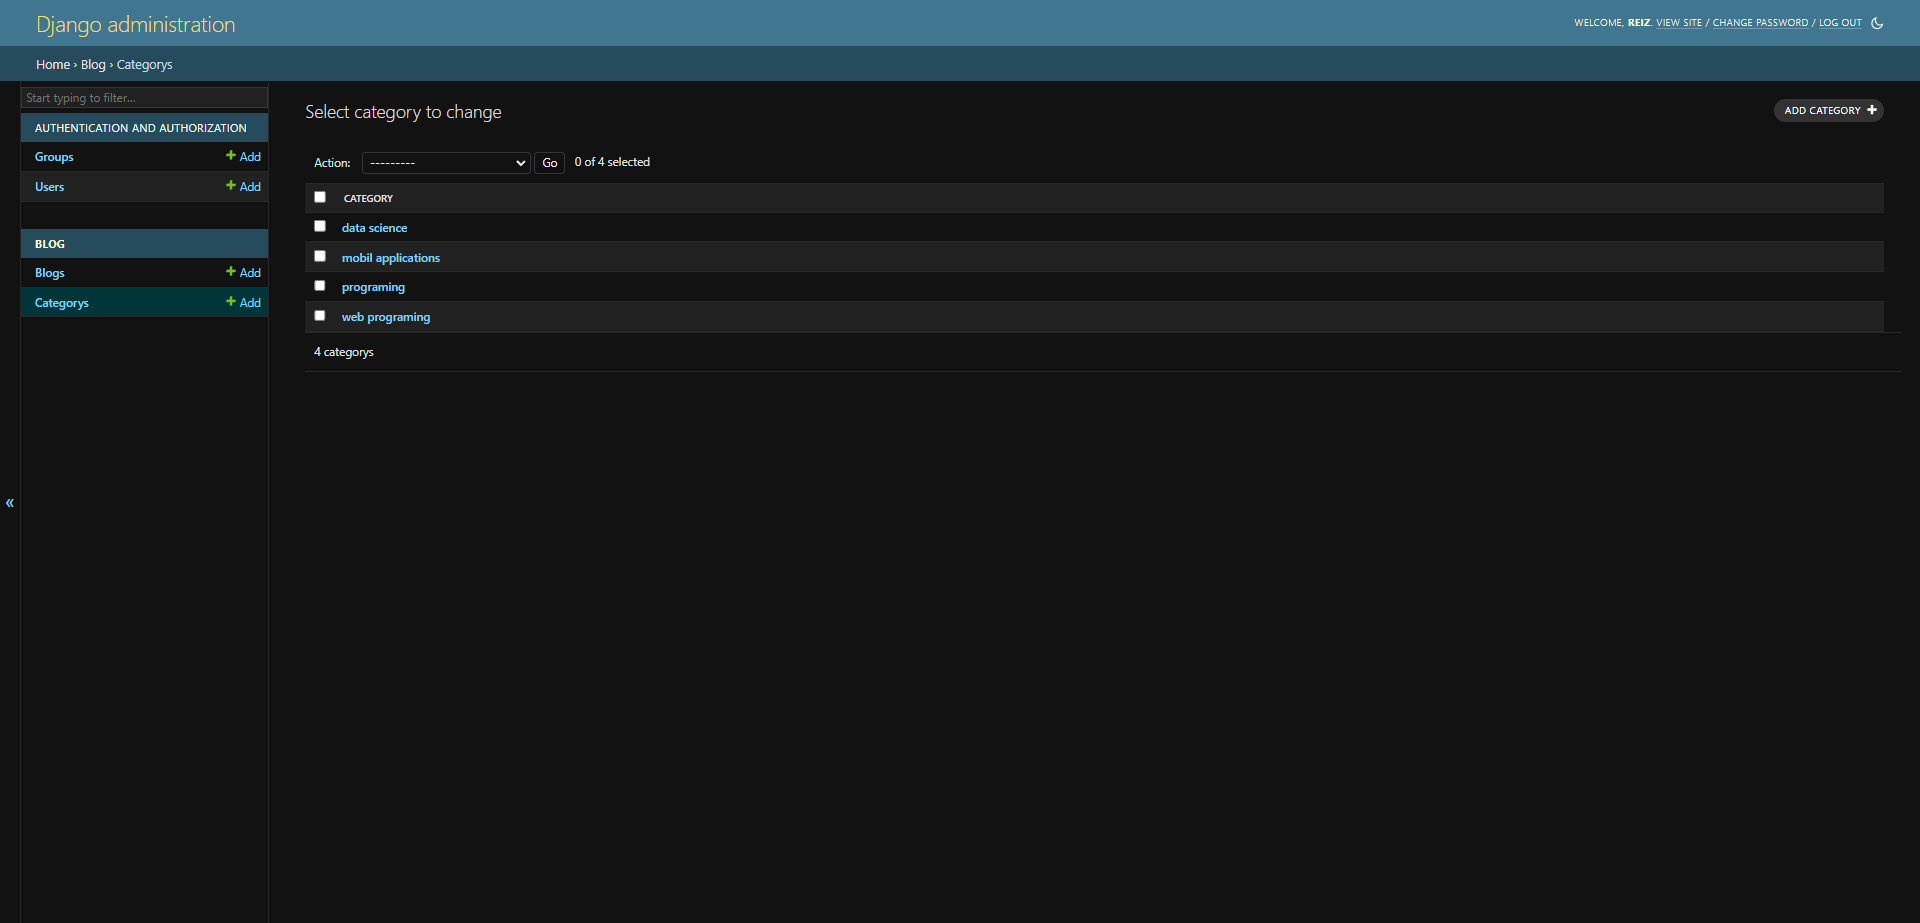 Django administration
WELCOME, REIZ. VIEW SITE / CHANGE PASSWORD / LOG OUT
Home › Blog › Categorys
Start typing to filter...
AUTHENTICATION AND AUTHORIZATION
Groups + Add
Users + Add
BLOG
Blogs + Add
Categorys + Add
«
Select category to change
ADD CATEGORY +
Action: --------- Go 0 of 4 selected
CATEGORY
data science
mobil applications
programing
web programing
4 categorys